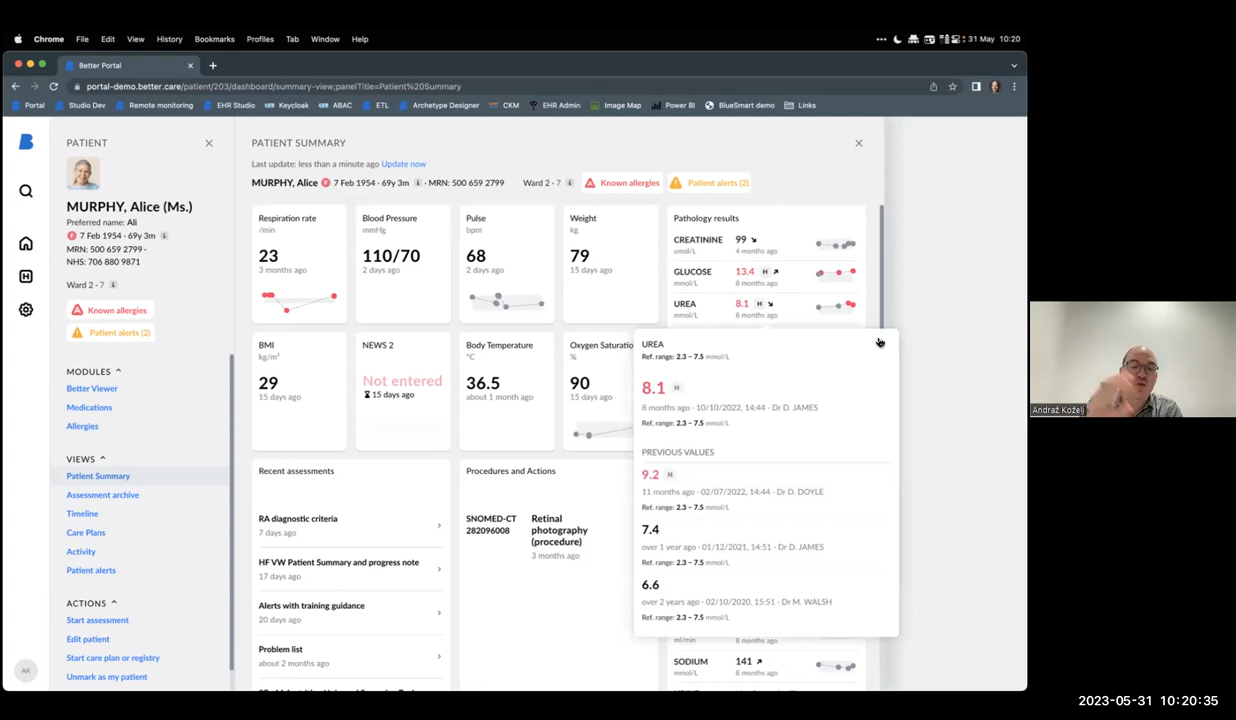 Chrome File Edit View History Bookmarks Profiles Tab Window Help
31 May 10:20
Better Portal
portal-demo.better.care/patient/203/dashboard/summary-view;panelTitle=Patient%20Summary
Portal Studio Dev Remote monitoring EHR Studio Keycloak ABAC ETL Archetype Designer CKM EHR Admin Image Map Power BI BlueSmart demo Links
PATIENT
MURPHY, Alice (Ms.)
Preferred name: Ali
F 7 Feb 1954 · 69y 3m
MRN: 500 659 2799 ·
NHS: 706 880 9871
Ward 2 · 7
Known allergies
Patient alerts (2)
MODULES
Better Viewer
Medications
Allergies
VIEWS
Patient Summary
Assessment archive
Timeline
Care Plans
Activity
Patient alerts
ACTIONS
Start assessment
Edit patient
Start care plan or registry
Unmark as my patient
AK
PATIENT SUMMARY
Last update: less than a minute ago Update now
MURPHY, Alice F 7 Feb 1954 · 69y 3m · MRN: 500 659 2799 Ward 2 · 7 Known allergies Patient alerts (2)
Respiration rate
/min
23
3 months ago
Blood Pressure
mmHg
110/70
2 days ago
Pulse
bpm
68
2 days ago
Weight
kg
79
15 days ago
Pathology results
CREATININE 99
umol/L 4 months ago
GLUCOSE 13.4 H
mmol/L 8 months ago
UREA 8.1 H
mmol/L 8 months ago
BMI
kg/m²
29
15 days ago
NEWS 2
Not entered
15 days ago
Body Temperature
°C
36.5
about 1 month ago
Oxygen Saturatio
%
90
15 days ago
UREA
Ref. range: 2.3 – 7.5 mmol/L
8.1 H
8 months ago · 10/10/2022, 14:44 · Dr D. JAMES
Ref. range: 2.3 – 7.5 mmol/L
PREVIOUS VALUES
9.2 H
11 months ago · 02/07/2022, 14:44 · Dr D. DOYLE
Ref. range: 2.3 – 7.5 mmol/L
7.4
over 1 year ago · 01/12/2021, 14:51 · Dr D. JAMES
Ref. range: 2.3 – 7.5 mmol/L
6.6
over 2 years ago · 02/10/2020, 15:51 · Dr M. WALSH
Ref. range: 2.3 – 7.5 mmol/L
Recent assessments
RA diagnostic criteria
7 days ago
HF VW Patient Summary and progress note
17 days ago
Alerts with training guidance
20 days ago
Problem list
about 2 months ago
Procedures and Actions
SNOMED-CT
282096008
Retinal
photography
(procedure)
3 months ago
ml/min 8 months ago
SODIUM 141
mmol/L 8 months ago
Andraž Koželj
2023-05-31 10:20:35